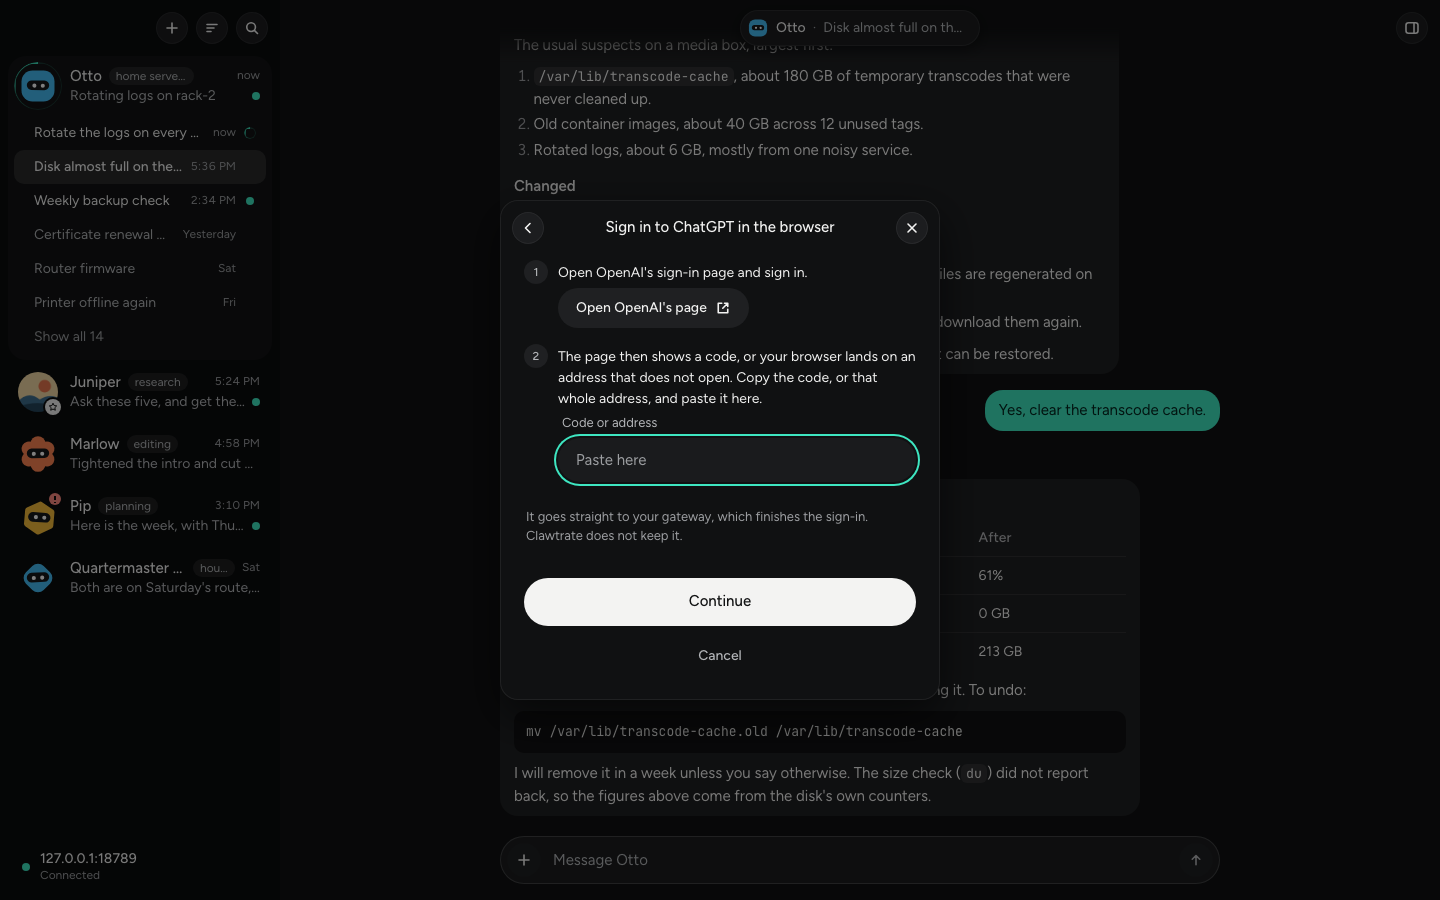 Otto · Disk almost full on th...
Otto home serve... now
Rotating logs on rack-2
Rotate the logs on every ... now
Disk almost full on the... 5:36 PM
Weekly backup check 2:34 PM
Certificate renewal ... Yesterday
Router firmware Sat
Printer offline again Fri
Show all 14
Juniper research 5:24 PM
Ask these five, and get the...
Marlow editing 4:58 PM
Tightened the intro and cut ...
Pip planning 3:10 PM
Here is the week, with Thu...
Quartermaster ... hou... Sat
Both are on Saturday's route,...
127.0.0.1:18789
Connected
The usual suspects on a media box, largest first:
1. /var/lib/transcode-cache, about 180 GB of temporary transcodes that were
never cleaned up.
2. Old container images, about 40 GB across 12 unused tags.
3. Rotated logs, about 6 GB, mostly from one noisy service.
Changed
iles are regenerated on
download them again.
can be restored.
Yes, clear the transcode cache.
Sign in to ChatGPT in the browser
1 Open OpenAI's sign-in page and sign in.
Open OpenAI's page
2 The page then shows a code, or your browser lands on an
address that does not open. Copy the code, or that
whole address, and paste it here.
Code or address
Paste here
It goes straight to your gateway, which finishes the sign-in.
Clawtrate does not keep it.
Continue
Cancel
After
61%
0 GB
213 GB
g it. To undo:
mv /var/lib/transcode-cache.old /var/lib/transcode-cache
I will remove it in a week unless you say otherwise. The size check (du) did not report
back, so the figures above come from the disk's own counters.
Message Otto